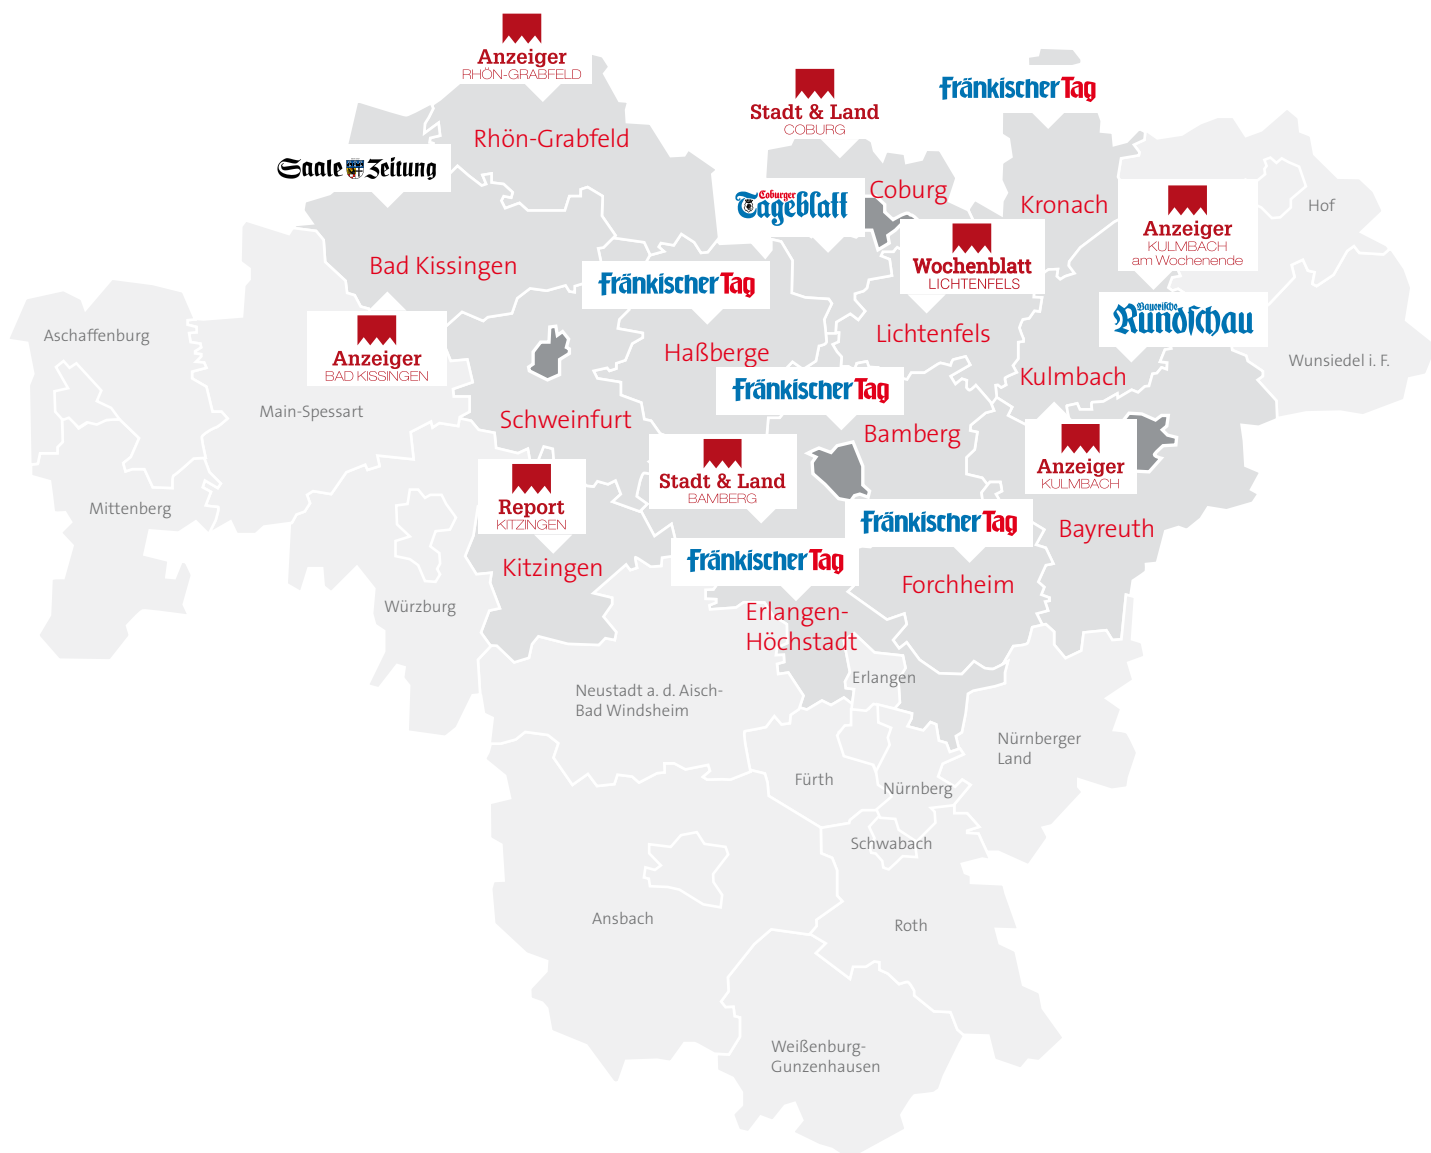 Anzeiger
RHÖN-GRABFELD
Rhön-Grabfeld
Stadt & Land
COBURG
Fränkischer Tag
Saale Zeitung
Coburger
Tageblatt
Coburg
Kronach
Anzeiger
KULMBACH
am Wochenende
Hof
Bad Kissingen
Fränkischer Tag
Wochenblatt
LICHTENFELS
Bayerische
Rundschau
Aschaffenburg
Anzeiger
BAD KISSINGEN
Haßberge
Lichtenfels
Wunsiedel i. F.
Kulmbach
Fränkischer Tag
Main-Spessart
Schweinfurt
Bamberg
Anzeiger
KULMBACH
Stadt & Land
BAMBERG
Mittenberg
Report
KITZINGEN
Fränkischer Tag
Bayreuth
Kitzingen
Fränkischer Tag
Forchheim
Würzburg
Erlangen-
Höchstadt
Erlangen
Neustadt a. d. Aisch-
Bad Windsheim
Nürnberger
Land
Fürth
Nürnberg
Schwabach
Ansbach
Roth
Weißenburg-
Gunzenhausen